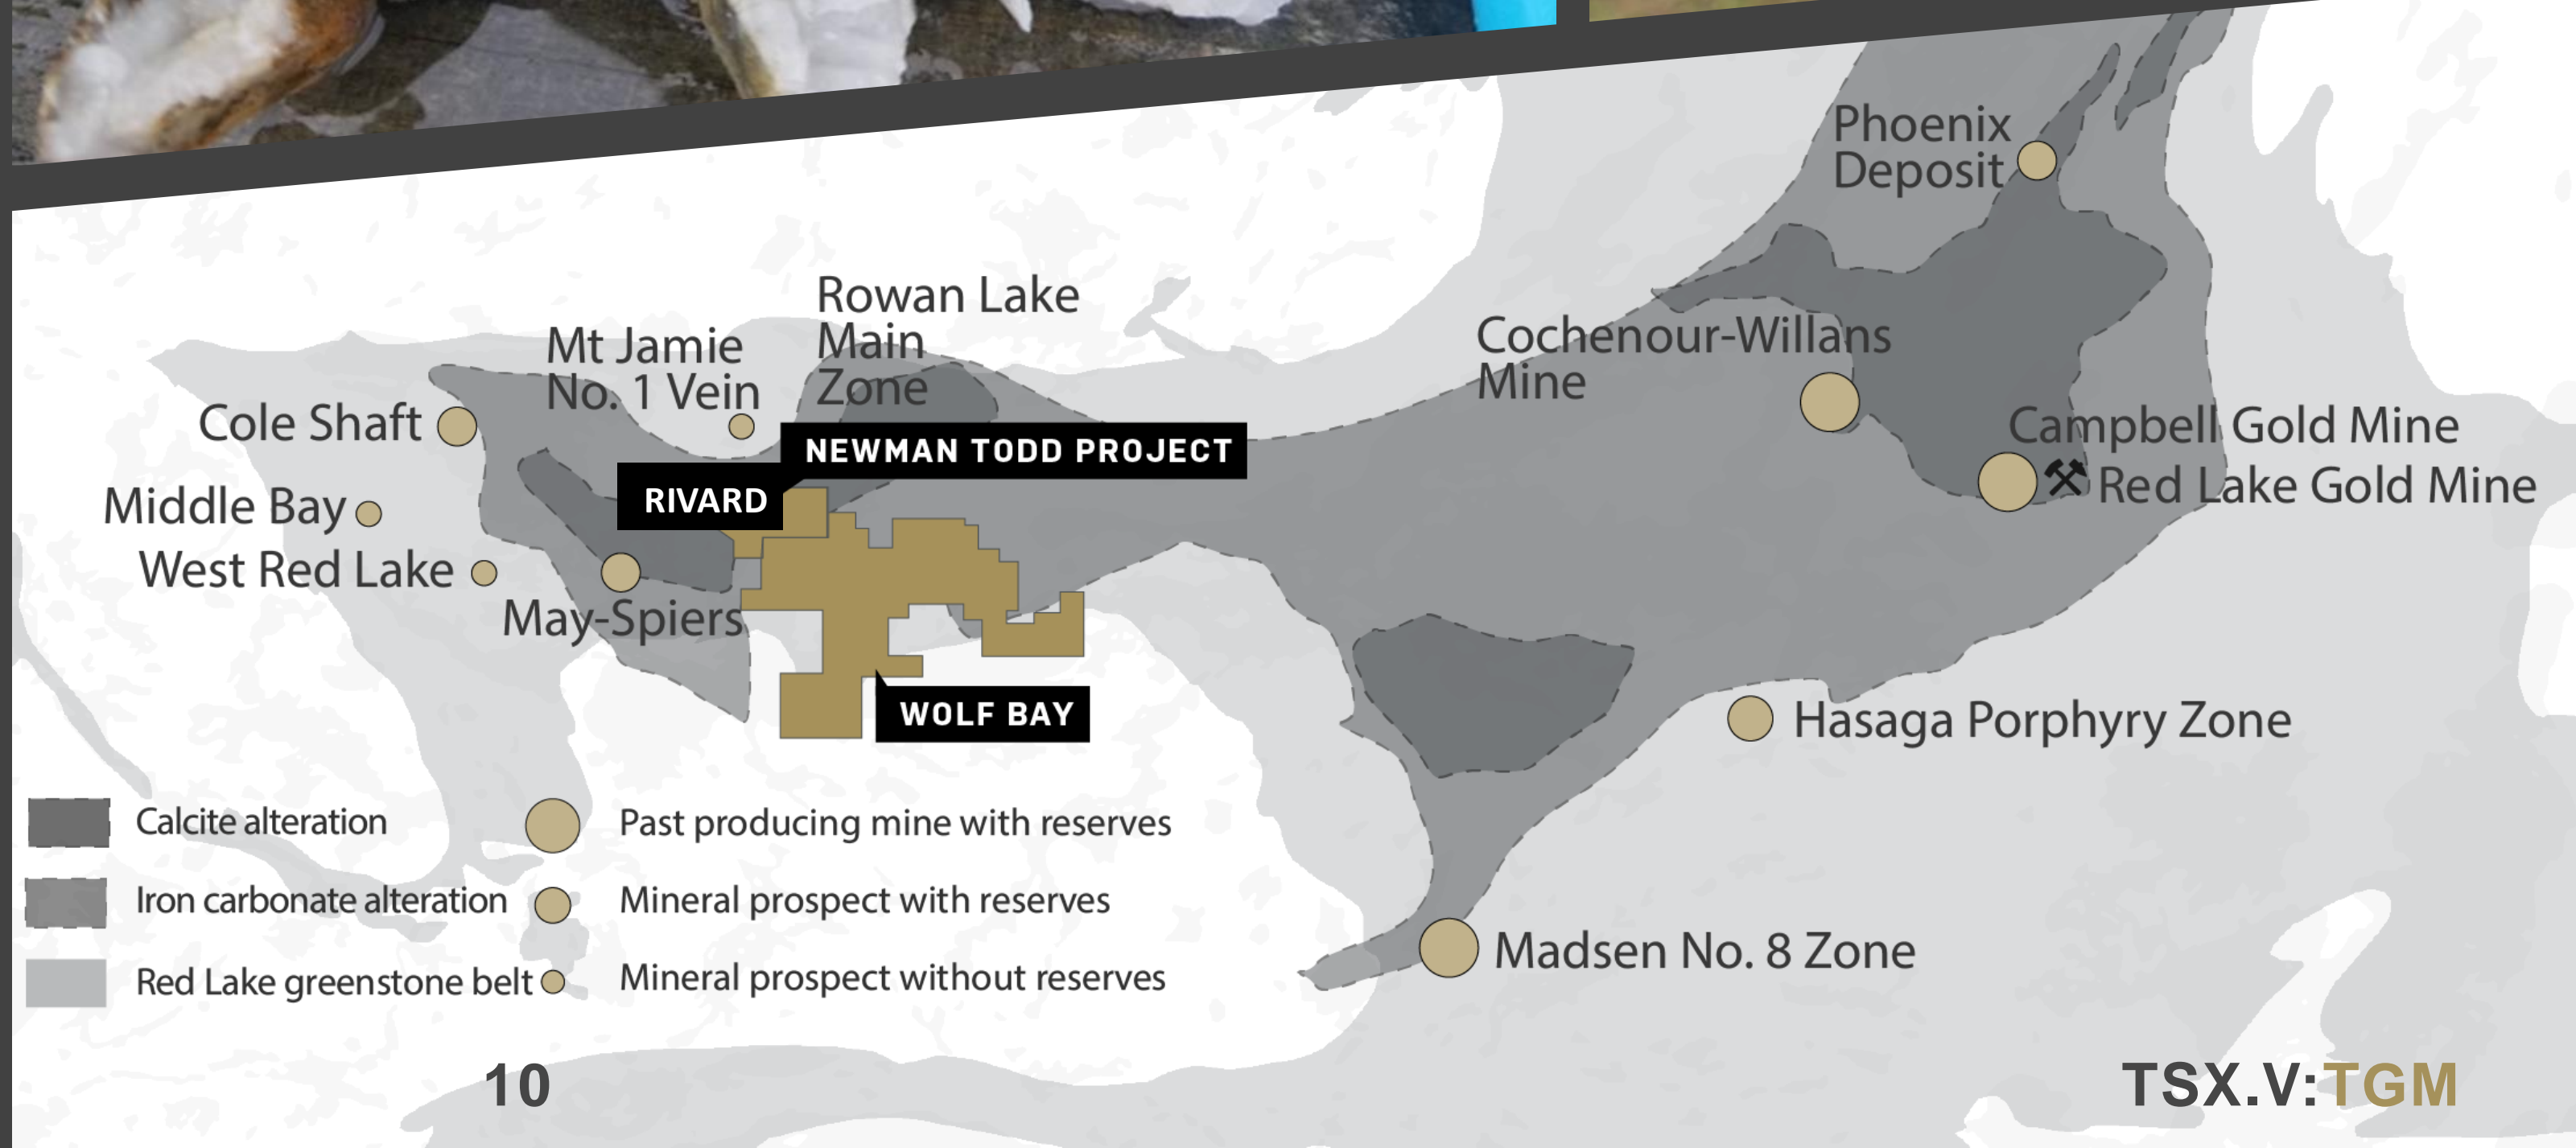 Phoenix
Deposit
Rowan Lake
Main
Zone
Mt Jamie
No. 1 Vein
Cochenour-Willans
Mine
Cole Shaft
Campbell Gold Mine
NEWMAN TODD PROJECT
Red Lake Gold Mine
RIVARD
Middle Bay
West Red Lake
May-Spiers
WOLF BAY
Hasaga Porphyry Zone
Calcite alteration
Past producing mine with reserves
Iron carbonate alteration
Mineral prospect with reserves
Madsen No. 8 Zone
Red Lake greenstone belt
Mineral prospect without reserves
10
TSX.V:TGM